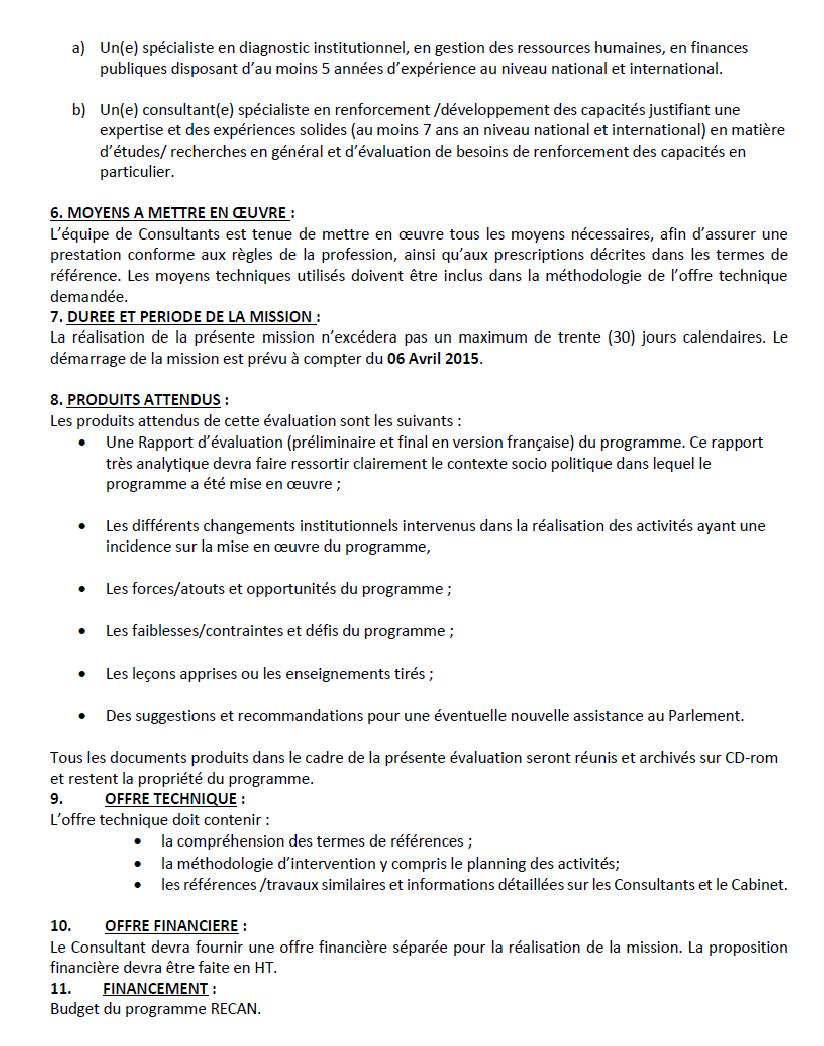 a) Un(e) spécialiste en diagnostic institutionnel, en gestion des ressources humaines, en finances
publiques disposant d'au moins 5 années d'expérience au niveau national et international.
b) Un(e) consultant(e) spécialiste en renforcement /développement des capacités justifiant une
expertise et des expériences solides (au moins 7 ans an niveau national et international) en matière
d'études/ recherches en général et d'évaluation de besoins de renforcement des capacités en
particulier.
6. MOYENS A METTRE EN ŒUVRE :
L'équipe de Consultants est tenue de mettre en œuvre tous les moyens nécessaires, afin d'assurer une
prestation conforme aux règles de la profession, ainsi qu'aux prescriptions décrites dans les termes de
référence. Les moyens techniques utilisés doivent être inclus dans la méthodologie de l'offre technique
demandée.
7. DUREE ET PERIODE DE LA MISSION :
La réalisation de la présente mission n'excédera pas un maximum de trente (30) jours calendaires. Le
démarrage de la mission est prévu à compter du 06 Avril 2015.
8. PRODUITS ATTENDUS :
Les produits attendus de cette évaluation sont les suivants :
• Une Rapport d'évaluation (préliminaire et final en version française) du programme. Ce rapport
très analytique devra faire ressortir clairement le contexte socio politique dans lequel le
programme a été mise en œuvre ;
• Les différents changements institutionnels intervenus dans la réalisation des activités ayant une
incidence sur la mise en œuvre du programme,
• Les forces/atouts et opportunités du programme ;
• Les faiblesses/contraintes et défis du programme ;
• Les leçons apprises ou les enseignements tirés ;
• Des suggestions et recommandations pour une éventuelle nouvelle assistance au Parlement.
Tous les documents produits dans le cadre de la présente évaluation seront réunis et archivés sur CD-rom
et restent la propriété du programme.
9. OFFRE TECHNIQUE :
L'offre technique doit contenir :
• la compréhension des termes de références ;
• la méthodologie d'intervention y compris le planning des activités;
• les références /travaux similaires et informations détaillées sur les Consultants et le Cabinet.
10. OFFRE FINANCIERE :
Le Consultant devra fournir une offre financière séparée pour la réalisation de la mission. La proposition
financière devra être faite en HT.
11. FINANCEMENT :
Budget du programme RECAN.